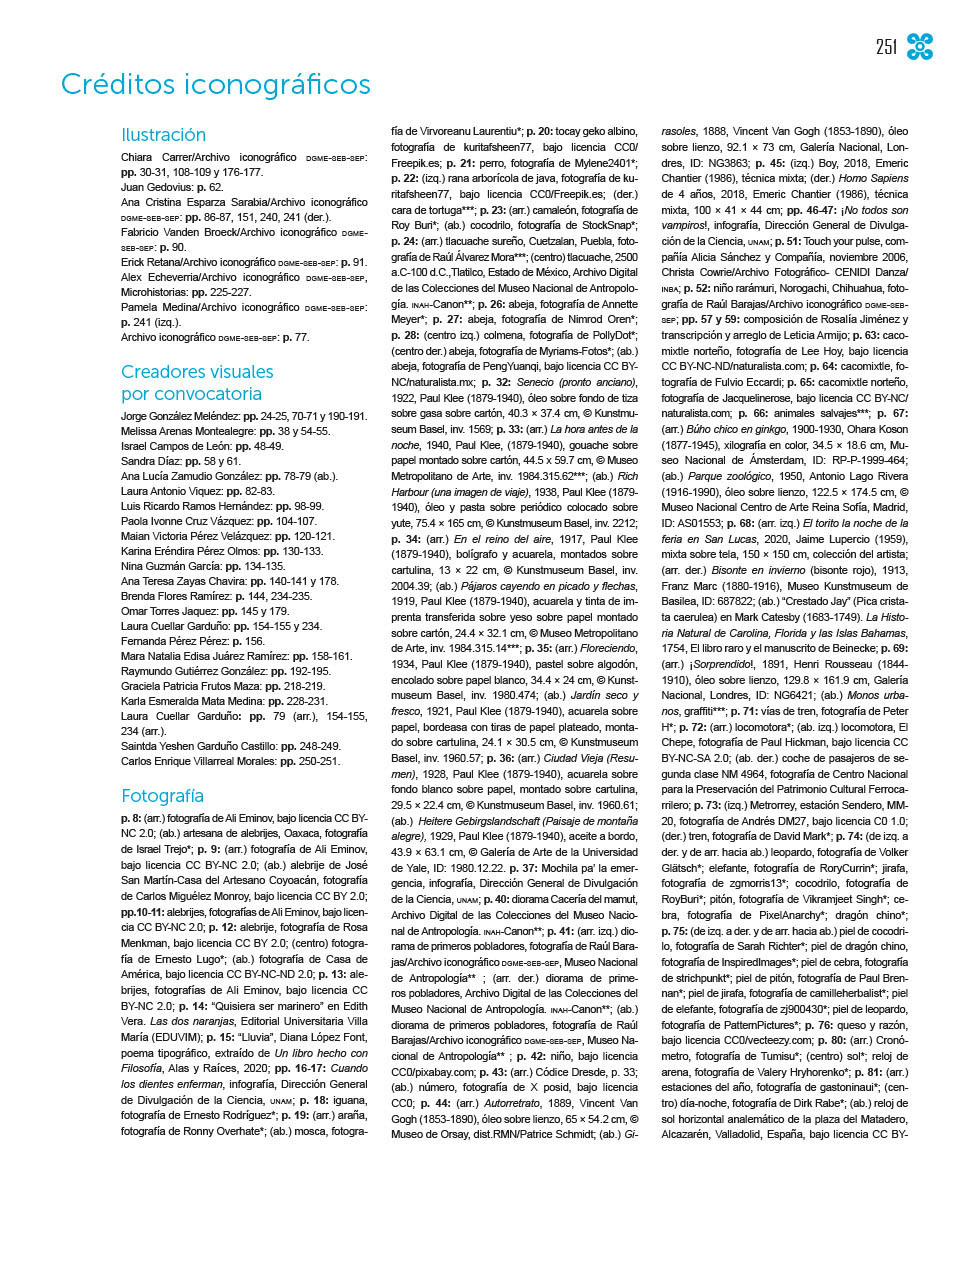 251
Créditos iconográficos
Ilustración
Chiara Carrer/Archivo iconográfico DGME-SEB-SEP:
pp. 30-31, 108-109 y 176-177.
Juan Gedovius: p. 62.
Ana Cristina Esparza Sarabia/Archivo iconográfico
DGME-SEB-SEP: pp. 86-87, 151, 240, 241 (der.).
Fabricio Vanden Broeck/Archivo iconográfico DGME-
SEB-SEP: p. 90.
Erick Retana/Archivo iconográfico DGME-SEB-SEP: p. 91.
Alex Echeverria/Archivo iconográfico DGME-SEB-SEP,
Microhistorias: pp. 225-227.
Pamela Medina/Archivo iconográfico DGME-SEB-SEP:
p. 241 (izq.).
Archivo iconográfico DGME-SEB-SEP: p. 77.
Creadores visuales
por convocatoria
Jorge González Meléndez: pp. 24-25, 70-71 y 190-191.
Melissa Arenas Montealegre: pp. 38 y 54-55.
Israel Campos de León: pp. 48-49.
Sandra Díaz: pp. 58 y 61.
Ana Lucía Zamudio González: pp. 78-79 (ab.).
Laura Antonio Viquez: pp. 82-83.
Luis Ricardo Ramos Hernández: pp. 98-99.
Paola Ivonne Cruz Vázquez: pp. 104-107.
Maian Victoria Pérez Velázquez: pp. 120-121.
Karina Eréndira Pérez Olmos: pp. 130-133.
Nina Guzmán García: pp. 134-135.
Ana Teresa Zayas Chavira: pp. 140-141 y 178.
Brenda Flores Ramírez: p. 144, 234-235.
Omar Torres Jaquez: pp. 145 y 179.
Laura Cuellar Garduño: pp. 154-155 y 234.
Fernanda Pérez Pérez: p. 156.
Mara Natalia Edisa Juárez Ramírez: pp. 158-161.
Raymundo Gutiérrez González: pp. 192-195.
Graciela Patricia Frutos Maza: pp. 218-219.
Karla Esmeralda Mata Medina: pp. 228-231.
Laura Cuellar Garduño: pp. 79 (arr.), 154-155,
234 (arr.).
Saintda Yeshen Garduño Castillo: pp. 248-249.
Carlos Enrique Villarreal Morales: pp. 250-251.
Fotografía
p. 8: (arr.) fotografía de Ali Eminov, bajo licencia CC BY-
NC 2.0; (ab.) artesana de alebrijes, Oaxaca, fotografía
de Israel Trejo*; p. 9: (arr.) fotografía de Ali Eminov,
bajo licencia CC BY-NC 2.0; (ab.) alebrije de José
San Martín-Casa del Artesano Coyoacán, fotografía
de Carlos Miguélez Monroy, bajo licencia CC BY 2.0;
pp.10-11: alebrijes, fotografías de Ali Eminov, bajo licen-
cia CC BY-NC 2.0; p. 12: alebrije, fotografía de Rosa
Menkman, bajo licencia CC BY 2.0; (centro) fotogra-
fía de Ernesto Lugo*; (ab.) fotografía de Casa de
América, bajo licencia CC BY-NC-ND 2.0; p. 13: ale-
brijes, fotografías de Ali Eminov, bajo licencia CC
BY-NC 2.0; p. 14: “Quisiera ser marinero” en Edith
Vera. Las dos naranjas, Editorial Universitaria Villa
María (EDUVIM); p. 15: “Lluvia”, Diana López Font,
poema tipográfico, extraído de Un libro hecho con
Filosofía, Alas y Raíces, 2020; pp. 16-17: Cuando
los dientes enferman, infografía, Dirección General
de Divulgación de la Ciencia, UNAM; p. 18: iguana,
fotografía de Ernesto Rodríguez*; p. 19: (arr.) araña,
fotografía de Ronny Overhate*; (ab.) mosca, fotogra-
fía de Virvoreanu Laurentiu*; p. 20: tocay geko albino,
fotografía de kuritafsheen77, bajo licencia CC0/
Freepik.es; p. 21: perro, fotografía de Mylene2401*;
p. 22: (izq.) rana arborícola de java, fotografía de ku-
ritafsheen77, bajo licencia CC0/Freepik.es; (der.)
cara de tortuga***; p. 23: (arr.) camaleón, fotografía de
Roy Buri*; (ab.) cocodrilo, fotografía de StockSnap*;
p. 24: (arr.) tlacuache sureño, Cuetzalan, Puebla, foto-
grafía de Raúl Álvarez Mora***; (centro) tlacuache, 2500
a.C-100 d.C.,Tlatilco, Estado de México, Archivo Digital
de las Colecciones del Museo Nacional de Antropolo-
gía. INAH-Canon**; p. 26: abeja, fotografía de Annette
Meyer*; p. 27: abeja, fotografía de Nimrod Oren*;
p. 28: (centro izq.) colmena, fotografía de PollyDot*;
(centro der.) abeja, fotografía de Myriams-Fotos*; (ab.)
abeja, fotografía de PengYuanqi, bajo licencia CC BY-
NC/naturalista.mx; p. 32: Senecio (pronto anciano),
1922, Paul Klee (1879-1940), óleo sobre fondo de tiza
sobre gasa sobre cartón, 40.3 × 37.4 cm, © Kunstmu-
seum Basel, inv. 1569; p. 33: (arr.) La hora antes de la
noche, 1940, Paul Klee, (1879-1940), gouache sobre
papel montado sobre cartón, 44.5 x 59.7 cm, © Museo
Metropolitano de Arte, inv. 1984.315.62***; (ab.) Rich
Harbour (una imagen de viaje), 1938, Paul Klee (1879-
1940), óleo y pasta sobre periódico colocado sobre
yute, 75.4 × 165 cm, © Kunstmuseum Basel, inv. 2212;
p. 34: (arr.) En el reino del aire, 1917, Paul Klee
(1879-1940), bolígrafo y acuarela, montados sobre
cartulina, 13 × 22 cm, © Kunstmuseum Basel, inv.
2004.39; (ab.) Pájaros cayendo en picado y flechas,
1919, Paul Klee (1879-1940), acuarela y tinta de im-
prenta transferida sobre yeso sobre papel montado
sobre cartón, 24.4 × 32.1 cm, © Museo Metropolitano
de Arte, inv. 1984.315.14***; p. 35: (arr.) Floreciendo,
1934, Paul Klee (1879-1940), pastel sobre algodón,
encolado sobre papel blanco, 34.4 × 24 cm, © Kunst-
museum Basel, inv. 1980.474; (ab.) Jardín seco y
fresco, 1921, Paul Klee (1879-1940), acuarela sobre
papel, bordeasa con tiras de papel plateado, monta-
do sobre cartulina, 24.1 × 30.5 cm, © Kunstmuseum
Basel, inv. 1960.57; p. 36: (arr.) Ciudad Vieja (Resu-
men), 1928, Paul Klee (1879-1940), acuarela sobre
fondo blanco sobre papel, montado sobre cartulina,
29.5 × 22.4 cm, © Kunstmuseum Basel, inv. 1960.61;
(ab.) Heitere Gebirgslandschaft (Paisaje de montaña
alegre), 1929, Paul Klee (1879-1940), aceite a bordo,
43.9 × 63.1 cm, © Galería de Arte de la Universidad
de Yale, ID: 1980.12.22. p. 37: Mochila pa’ la emer-
gencia, infografía, Dirección General de Divulgación
de la Ciencia, UNAM; p. 40: diorama Cacería del mamut,
Archivo Digital de las Colecciones del Museo Nacio-
nal de Antropología. INAH-Canon**; p. 41: (arr. izq.) dio-
rama de primeros pobladores, fotografía de Raúl Bara-
jas/Archivo iconográfico DGME-SEB-SEP, Museo Nacional
de Antropología** ; (arr. der.) diorama de prime-
ros pobladores, Archivo Digital de las Colecciones del
Museo Nacional de Antropología. INAH-Canon**; (ab.)
diorama de primeros pobladores, fotografía de Raúl
Barajas/Archivo iconográfico DGME-SEB-SEP, Museo Na-
cional de Antropología** ; p. 42: niño, bajo licencia
CC0/pixabay.com; p. 43: (arr.) Códice Dresde, p. 33;
(ab.) número, fotografía de X posid, bajo licencia
CC0; p. 44: (arr.) Autorretrato, 1889, Vincent Van
Gogh (1853-1890), óleo sobre lienzo, 65 × 54.2 cm, ©
Museo de Orsay, dist.RMN/Patrice Schmidt; (ab.) Gi-
rasoles, 1888, Vincent Van Gogh (1853-1890), óleo
sobre lienzo, 92.1 × 73 cm, Galería Nacional, Lon-
dres, ID: NG3863; p. 45: (izq.) Boy, 2018, Emeric
Chantier (1986), técnica mixta; (der.) Homo Sapiens
de 4 años, 2018, Emeric Chantier (1986), técnica
mixta, 100 × 41 × 44 cm; pp. 46-47: ¡No todos son
vampiros!, infografía, Dirección General de Divulga-
ción de la Ciencia, UNAM; p. 51: Touch your pulse, com-
pañía Alicia Sánchez y Compañía, noviembre 2006,
Christa Cowrie/Archivo Fotográfico- CENIDI Danza/
INBA; p. 52: niño rarámuri, Norogachi, Chihuahua, foto-
grafía de Raúl Barajas/Archivo iconográfico DGME-SEB-
SEP; pp. 57 y 59: composición de Rosalía Jiménez y
transcripción y arreglo de Leticia Armijo; p. 63: caco-
mixtle norteño, fotografía de Lee Hoy, bajo licencia
CC BY-NC-ND/naturalista.com; p. 64: cacomixtle, fo-
tografía de Fulvio Eccardi; p. 65: cacomixtle norteño,
fotografía de Jacquelinerose, bajo licencia CC BY-NC/
naturalista.com; p. 66: animales salvajes***; p. 67:
(arr.) Búho chico en ginkgo, 1900-1930, Ohara Koson
(1877-1945), xilografía en color, 34.5 × 18.6 cm, Mu-
seo Nacional de Ámsterdam, ID: RP-P-1999-464;
(ab.) Parque zoológico, 1950, Antonio Lago Rivera
(1916-1990), óleo sobre lienzo, 122.5 × 174.5 cm, ©
Museo Nacional Centro de Arte Reina Sofía, Madrid,
ID: AS01553; p. 68: (arr. izq.) El torito la noche de la
feria en San Lucas, 2020, Jaime Lupercio (1959),
mixta sobre tela, 150 × 150 cm, colección del artista;
(arr. der.) Bisonte en invierno (bisonte rojo), 1913,
Franz Marc (1880-1916), Museo Kunstmuseum de
Basilea, ID: 687822; (ab.) “Crestado Jay” (Pica crista-
ta caerulea) en Mark Catesby (1683-1749). La Histo-
ria Natural de Carolina, Florida y las Islas Bahamas,
1754, El libro raro y el manuscrito de Beinecke; p. 69:
(arr.) ¡Sorprendido!, 1891, Henri Rousseau (1844-
1910), óleo sobre lienzo, 129.8 × 161.9 cm, Galería
Nacional, Londres, ID: NG6421; (ab.) Monos urba-
nos, graffiti***; p. 71: vías de tren, fotografía de Peter
H*; p. 72: (arr.) locomotora*; (ab. izq.) locomotora, El
Chepe, fotografía de Paul Hickman, bajo licencia CC
BY-NC-SA 2.0; (ab. der.) coche de pasajeros de se-
gunda clase NM 4964, fotografía de Centro Nacional
para la Preservación del Patrimonio Cultural Ferroca-
rrilero; p. 73: (izq.) Metrorrey, estación Sendero, MM-
20, fotografía de Andrés DM27, bajo licencia C0 1.0;
(der.) tren, fotografía de David Mark*; p. 74: (de izq. a
der. y de arr. hacia ab.) leopardo, fotografía de Volker
Glätsch*; elefante, fotografía de RoryCurrin*; jirafa,
fotografía de zgmorris13*; cocodrilo, fotografía de
RoyBuri*; pitón, fotografía de Vikramjeet Singh*; ce-
bra, fotografía de PixelAnarchy*; dragón chino*;
p. 75: (de izq. a der. y de arr. hacia ab.) piel de cocodri-
lo, fotografía de Sarah Richter*; piel de dragón chino,
fotografía de InspiredImages*; piel de cebra, fotografía
de strichpunkt*; piel de pitón, fotografía de Paul Bren-
nan*; piel de jirafa, fotografía de camilleherbalist*; piel
de elefante, fotografía de zj900430*; piel de leopardo,
fotografía de PatternPictures*; p. 76: queso y razón,
bajo licencia CC0/vecteezy.com; p. 80: (arr.) Cronó-
metro, fotografía de Tumisu*; (centro) sol*; reloj de
arena, fotografía de Valery Hryhorenko*; p. 81: (arr.)
estaciones del año, fotografía de gastoninaui*; (cen-
tro) día-noche, fotografía de Dirk Rabe*; (ab.) reloj de
sol horizontal analemático de la plaza del Matadero,
Alcazarén, Valladolid, España, bajo licencia CC BY-